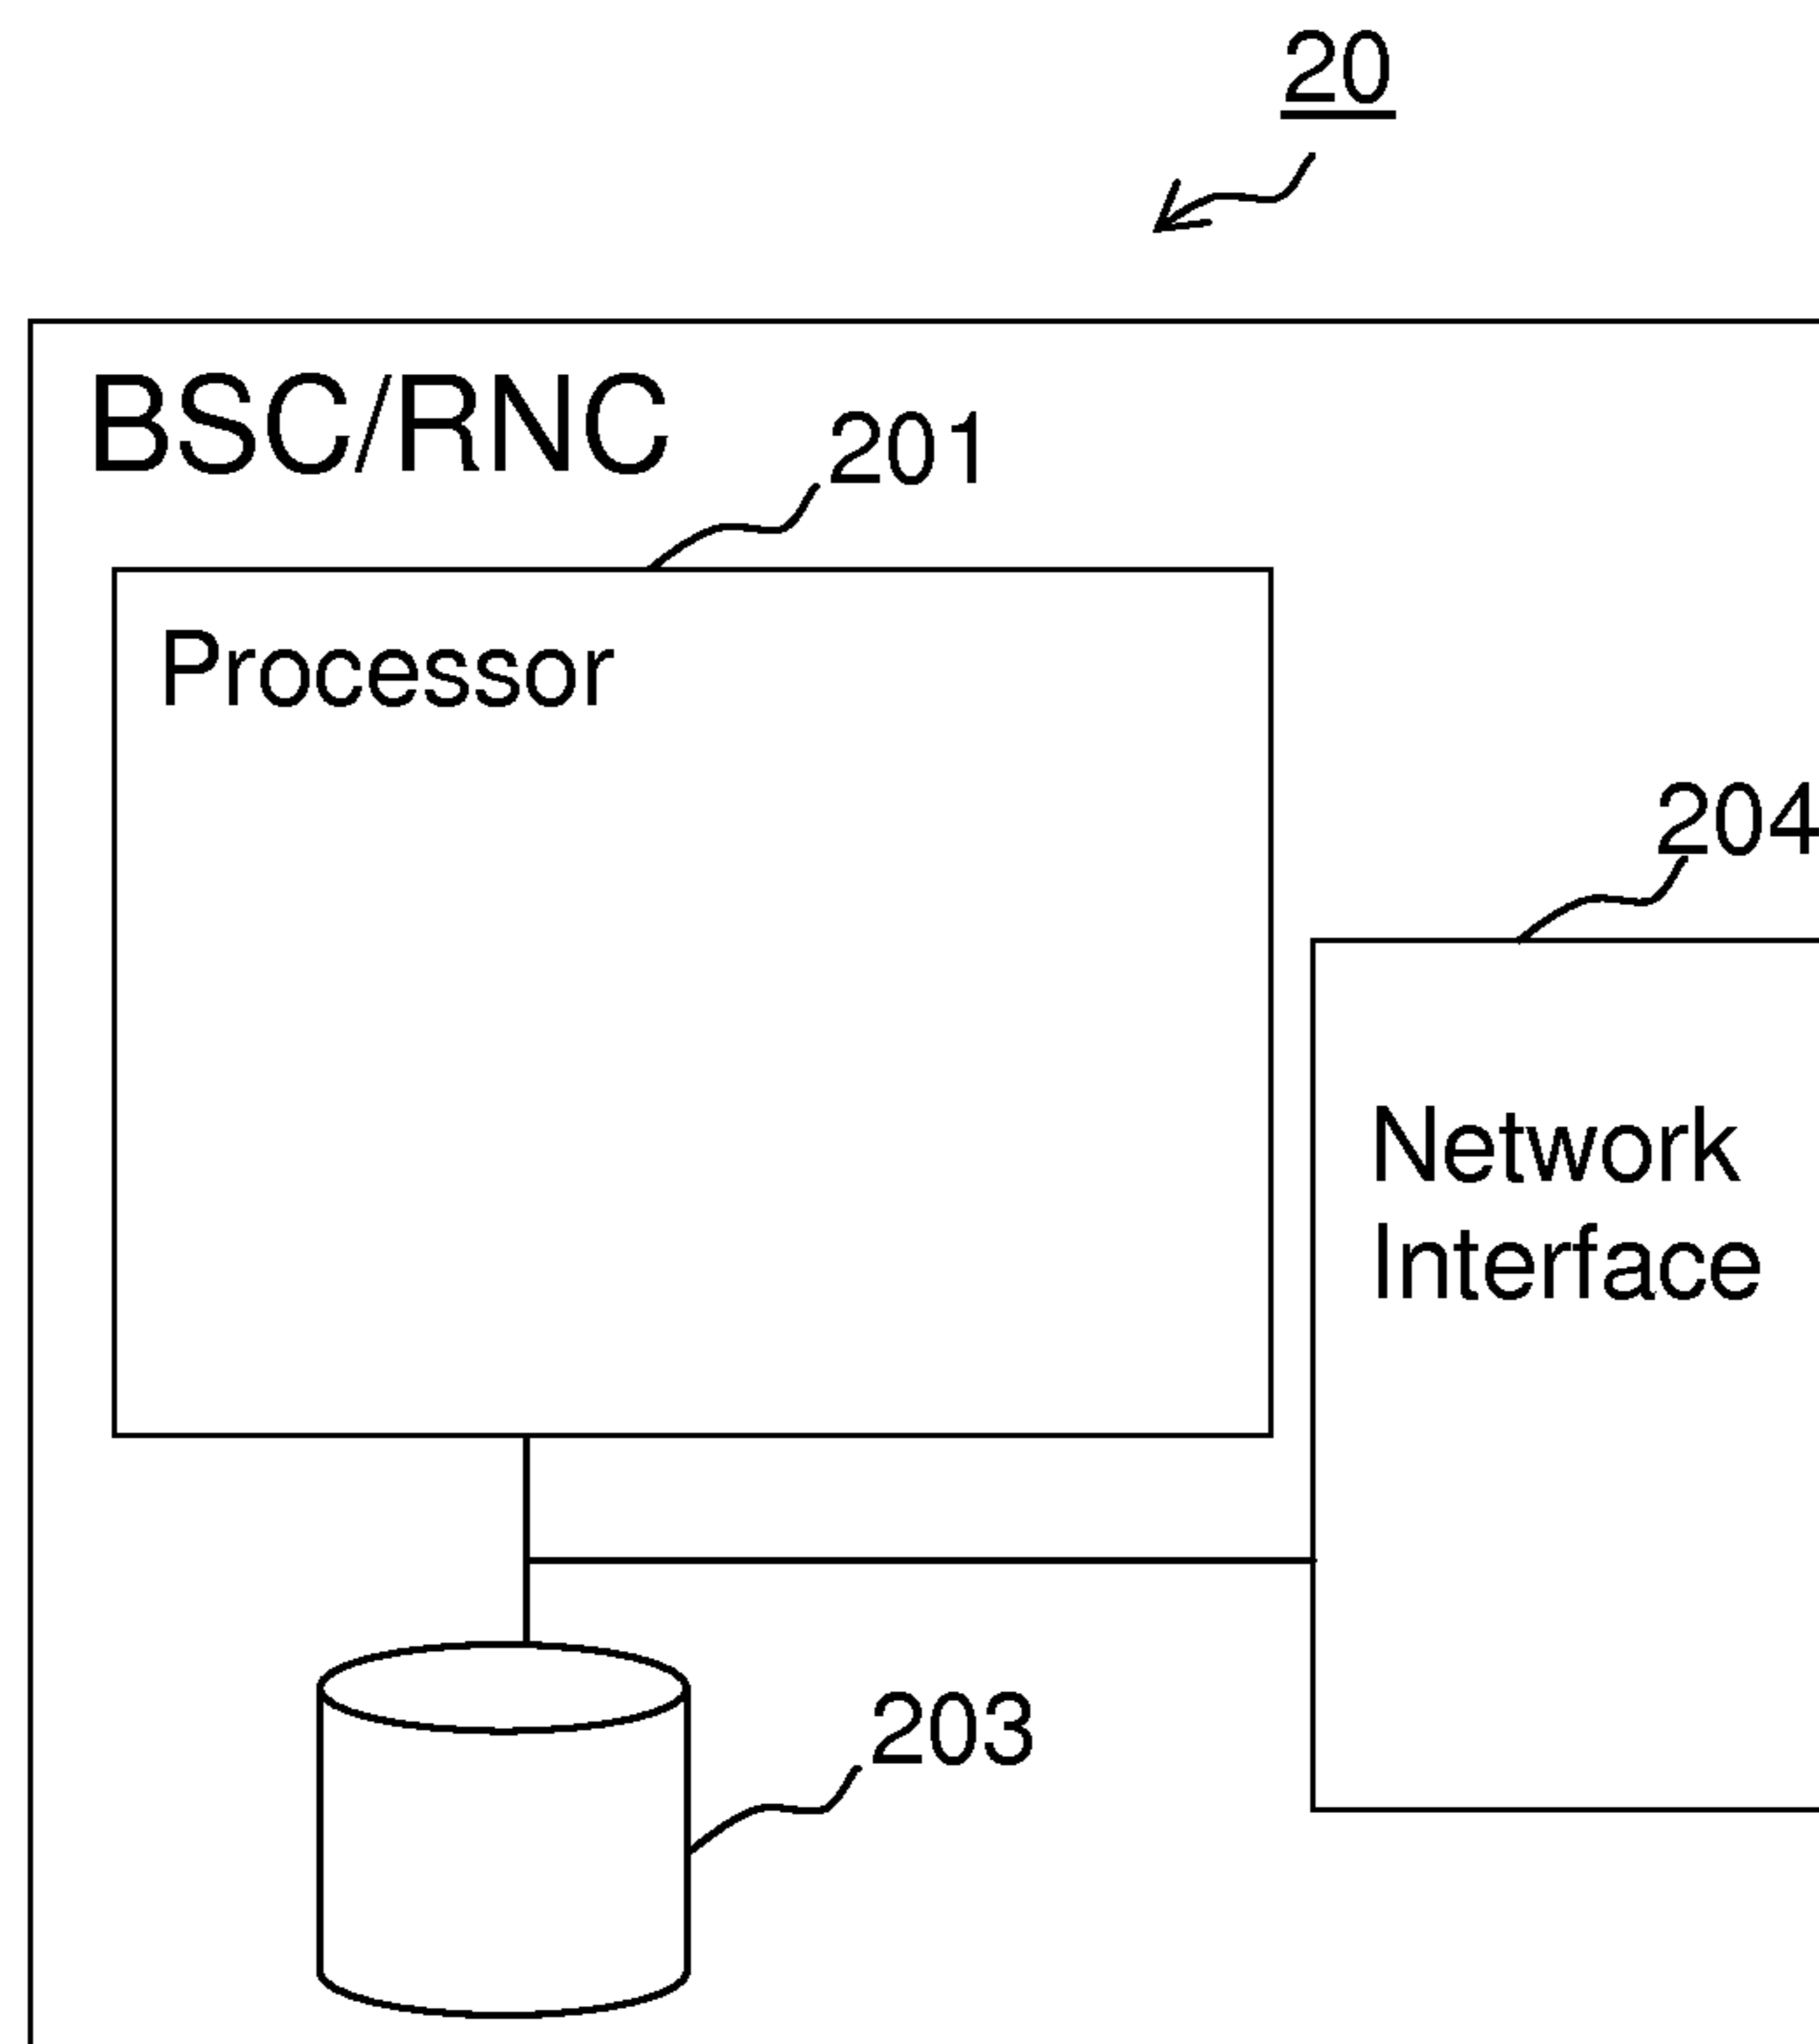 20
BSC/RNC
201
Processor
204
Network
Interface
203